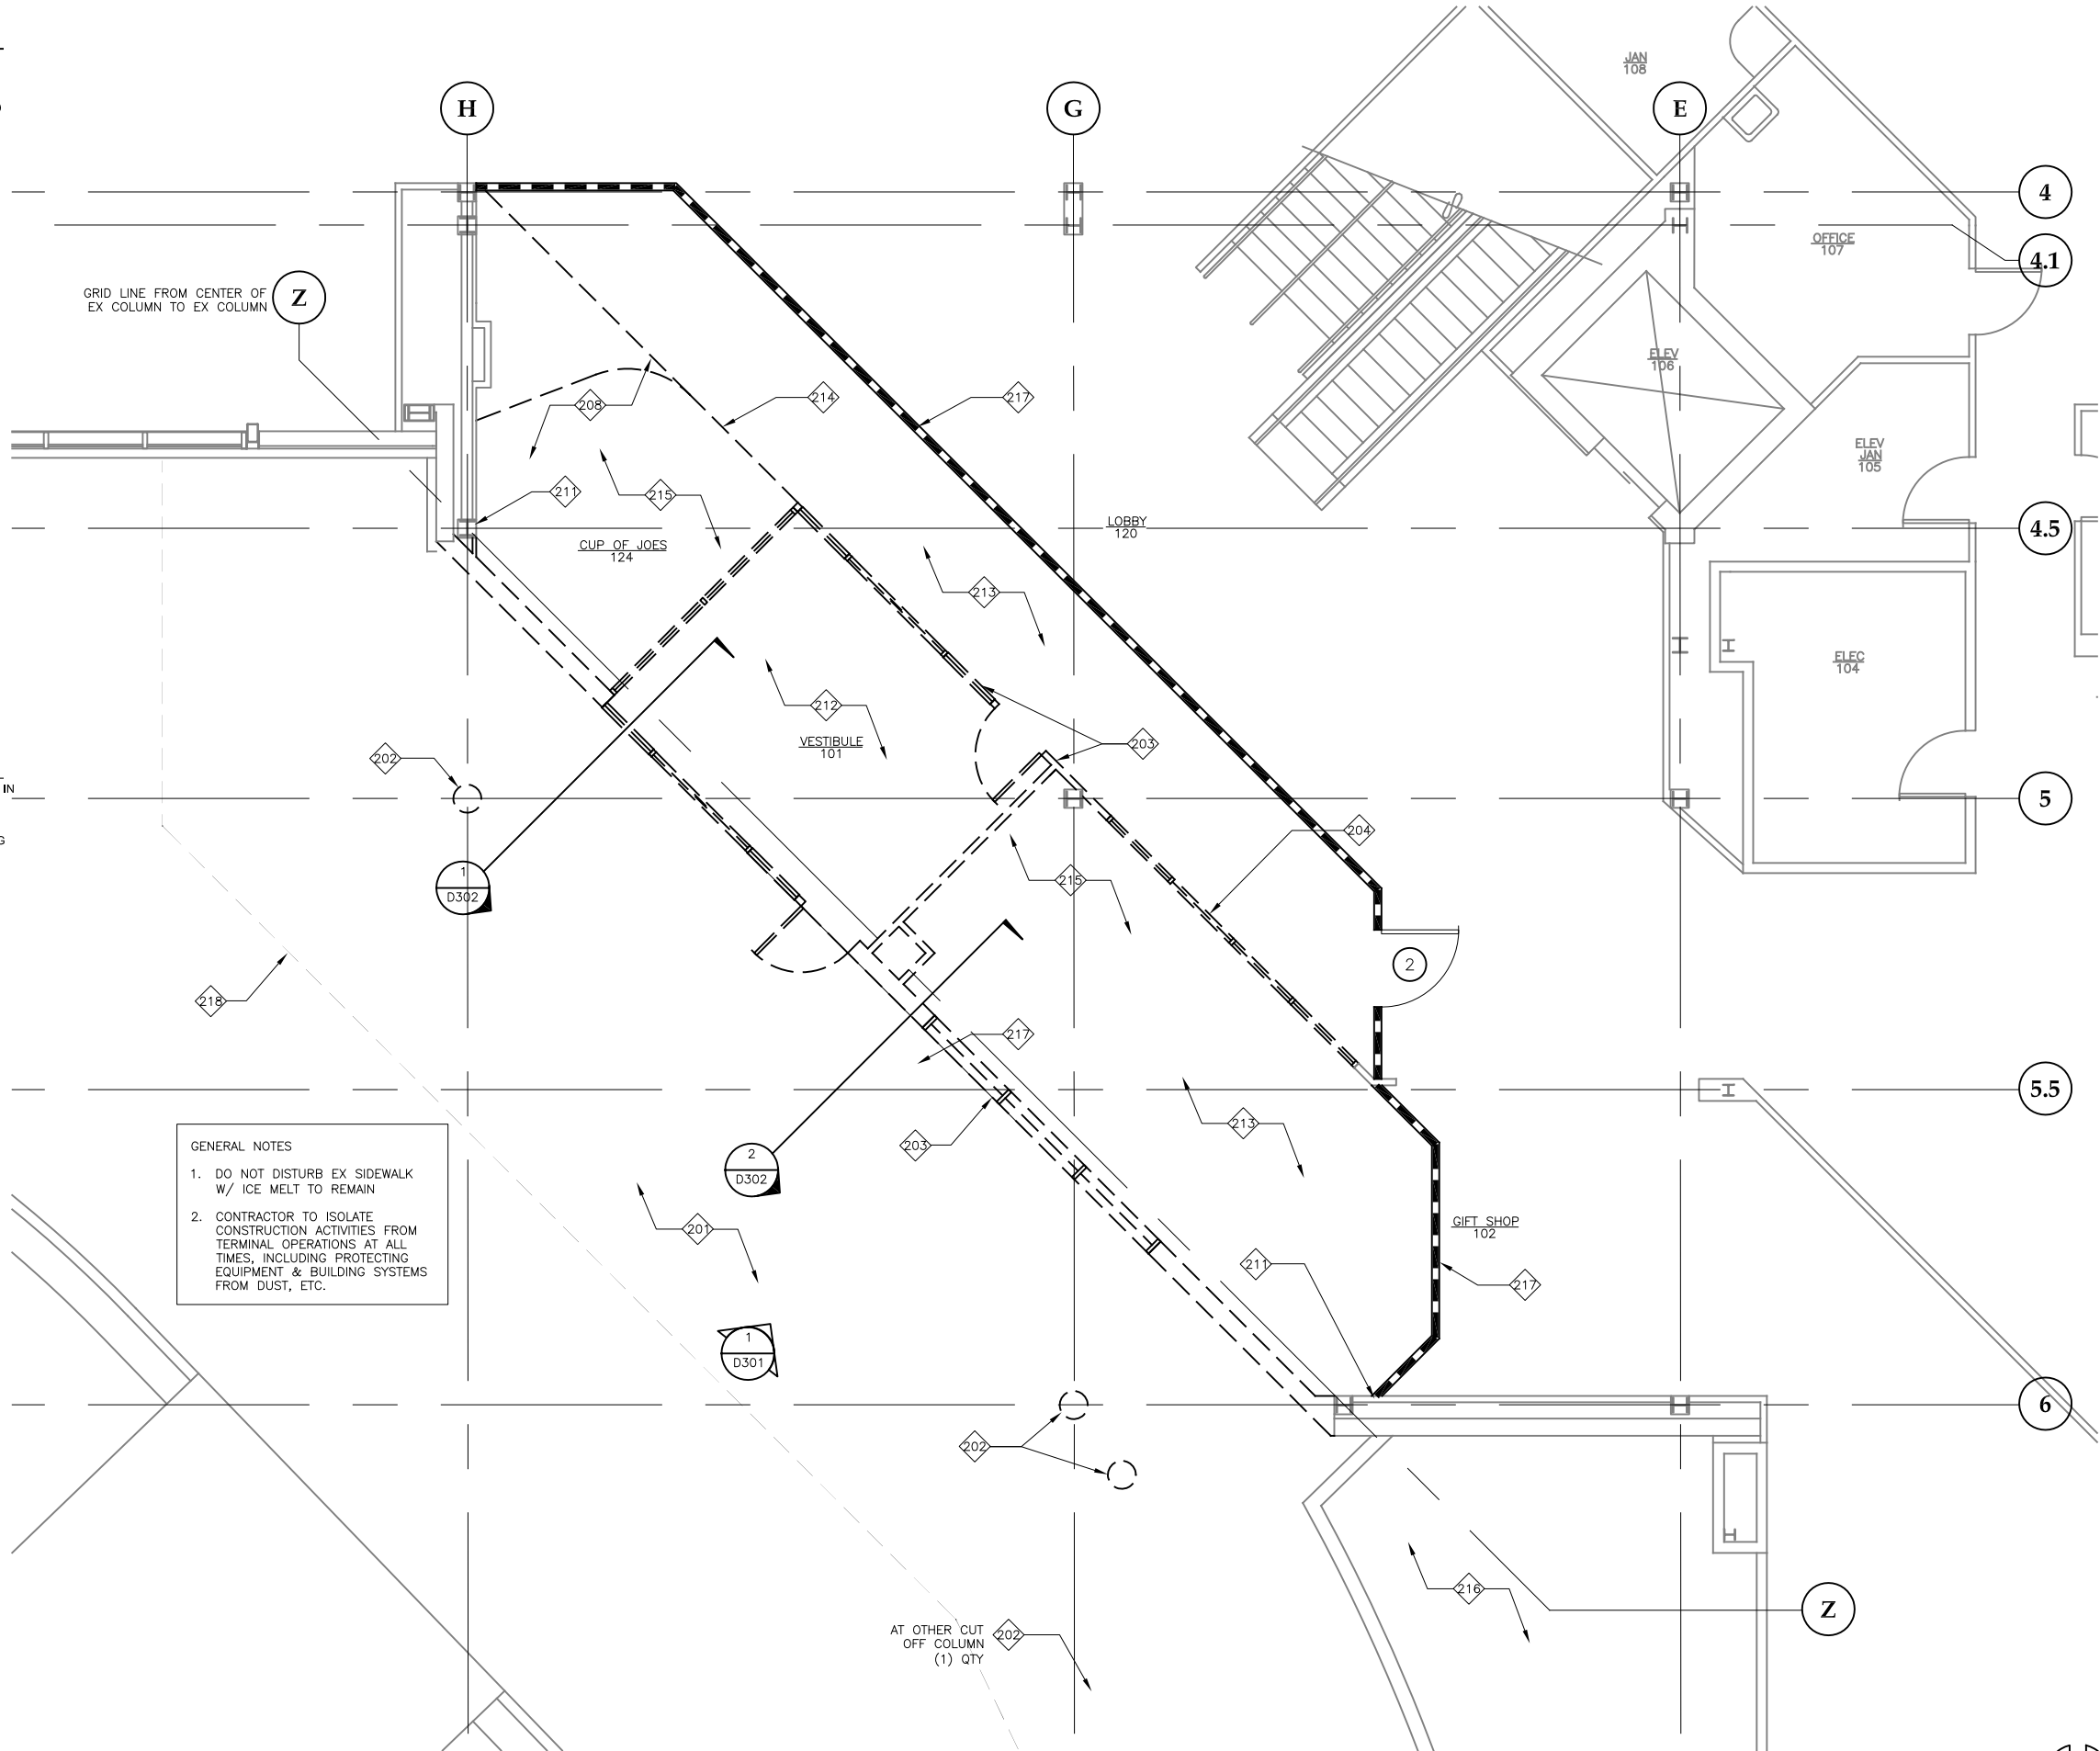 JAN
108
H
G
E
4
OFFICE
107
4.1
GRID LINE FROM CENTER OF
EX COLUMN TO EX COLUMN
Z
ELEV
106
208
214
217
ELEV
JAN
105
211
215
CUP OF JOES
124
LOBBY
120
4.5
213
ELEC
104
212
VESTIBULE
101
203
202
IN
5
204
G
215
1
D302
2
218
217
5.5
203
213
2
D302
GENERAL NOTES
1. DO NOT DISTURB EX SIDEWALK
W/ ICE MELT TO REMAIN
2. CONTRACTOR TO ISOLATE
CONSTRUCTION ACTIVITIES FROM
TERMINAL OPERATIONS AT ALL
TIMES, INCLUDING PROTECTING
EQUIPMENT & BUILDING SYSTEMS
FROM DUST, ETC.
201
GIFT SHOP
102
211
217
1
D301
6
202
216
Z
AT OTHER CUT
OFF COLUMN
(1) QTY
202